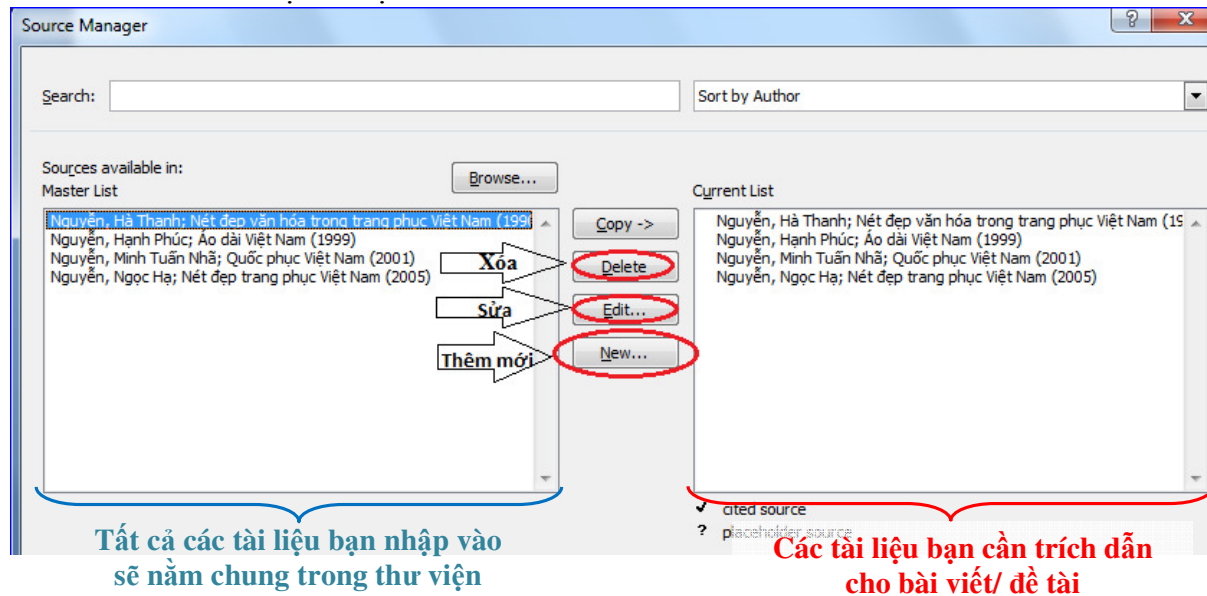 Source Manager
Search:
Sort by Author
Sources available in:
Master List
Browse...
Current List
Nguyễn, Hà Thanh; Nét đẹp văn hóa trong trang phục Việt Nam (199
Nguyễn, Hạnh Phúc; Áo dài Việt Nam (1999)
Nguyễn, Minh Tuấn Nhã; Quốc phục Việt Nam (2001)
Nguyễn, Ngọc Hạ; Nét đẹp trang phục Việt Nam (2005)
Xóa
Sửa
Thêm mới
Copy ->
Delete
Edit...
New...
Nguyễn, Hà Thanh; Nét đẹp văn hóa trong trang phục Việt Nam (19
Nguyễn, Hạnh Phúc; Áo dài Việt Nam (1999)
Nguyễn, Minh Tuấn Nhã; Quốc phục Việt Nam (2001)
Nguyễn, Ngọc Hạ; Nét đẹp trang phục Việt Nam (2005)
cited source
? placeholder source
Tất cả các tài liệu bạn nhập vào
sẽ nằm chung trong thư viện
Các tài liệu bạn cần trích dẫn
cho bài viết/ đề tài